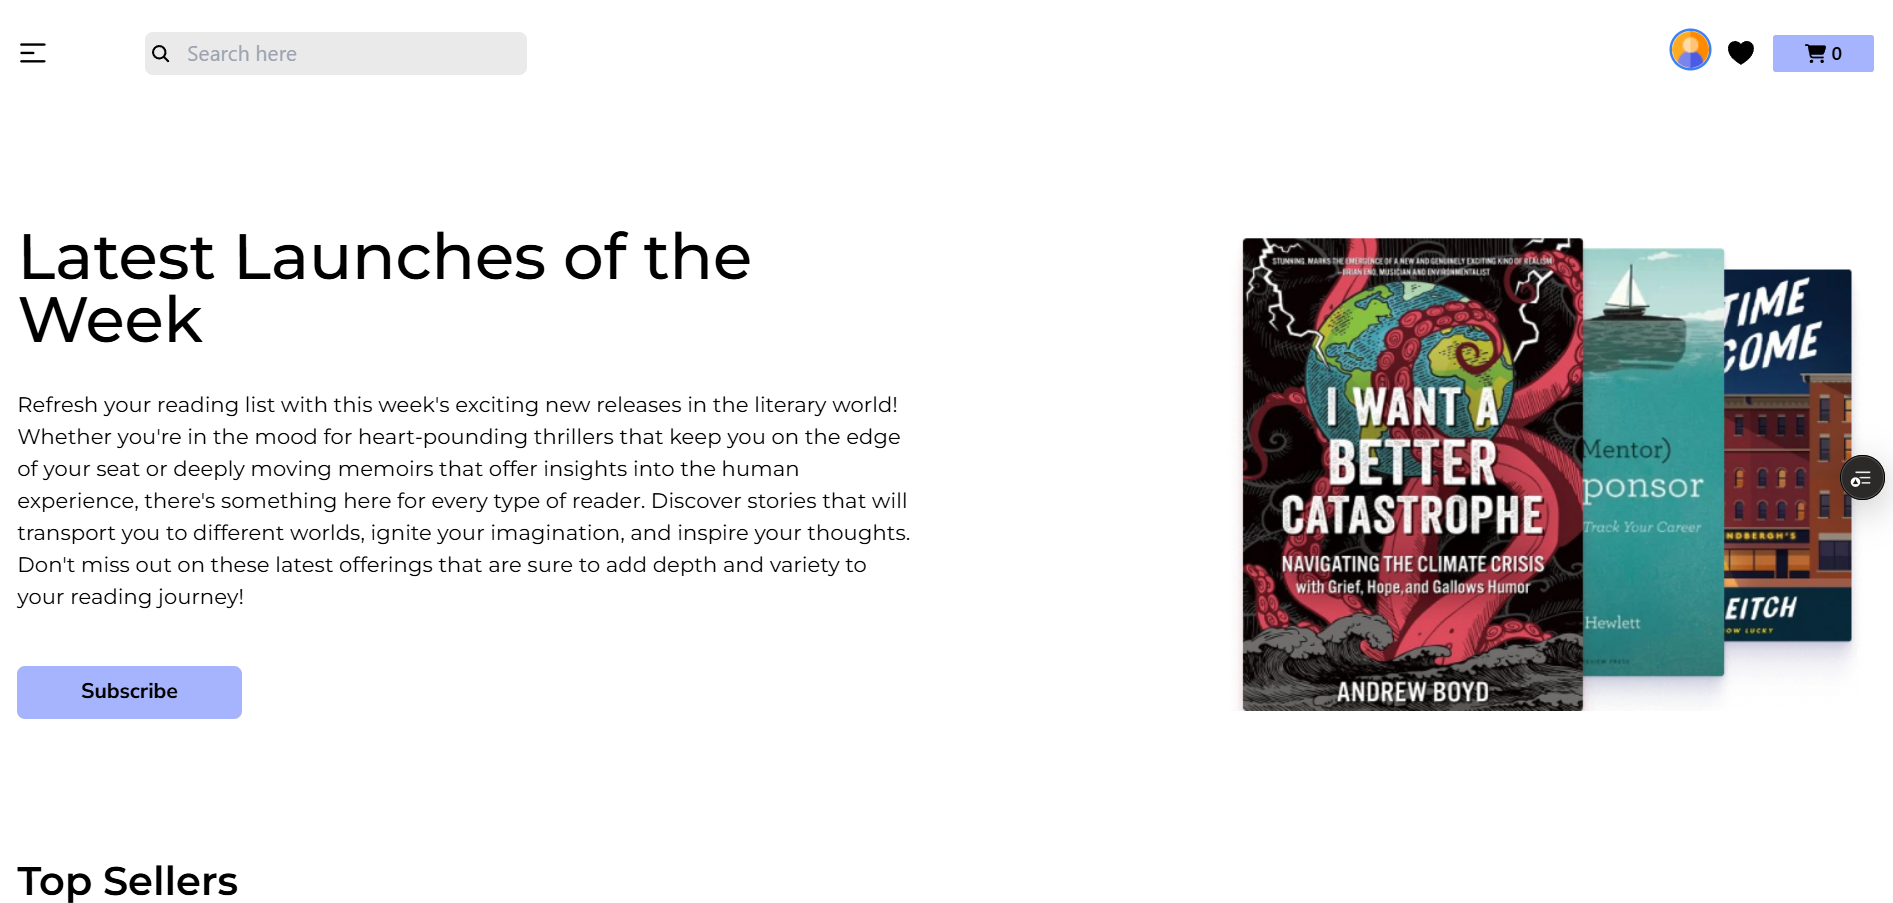 Search here
0
Latest Launches of the
Week
Refresh your reading list with this week's exciting new releases in the literary world!
Whether you're in the mood for heart-pounding thrillers that keep you on the edge
of your seat or deeply moving memoirs that offer insights into the human
experience, there's something here for every type of reader. Discover stories that will
transport you to different worlds, ignite your imagination, and inspire your thoughts.
Don't miss out on these latest offerings that are sure to add depth and variety to
your reading journey!
Subscribe
STUNNING. MARKS THE EMERGENCE OF A NEW AND GENUINELY EXCITING KIND OF REALISM
—BRIAN ENO, MUSICIAN AND ENVIRONMENTALIST
I WANT A
BETTER
CATASTROPHE
NAVIGATING THE CLIMATE CRISIS
with Grief, Hope, and Gallows Humor
ANDREW BOYD
Mentor)
ponsor
Track Your Career
Hewlett
TIME
COME
NDBERGH'S
EITCH
OW LUCKY
Top Sellers